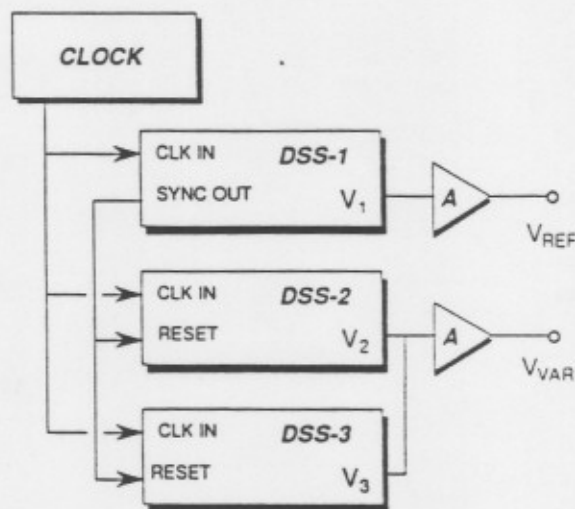 CLOCK
CLK IN DSS-1
SYNC OUT V1
A
VREF
CLK IN DSS-2
RESET V2
A
VVAR
CLK IN DSS-3
RESET V3